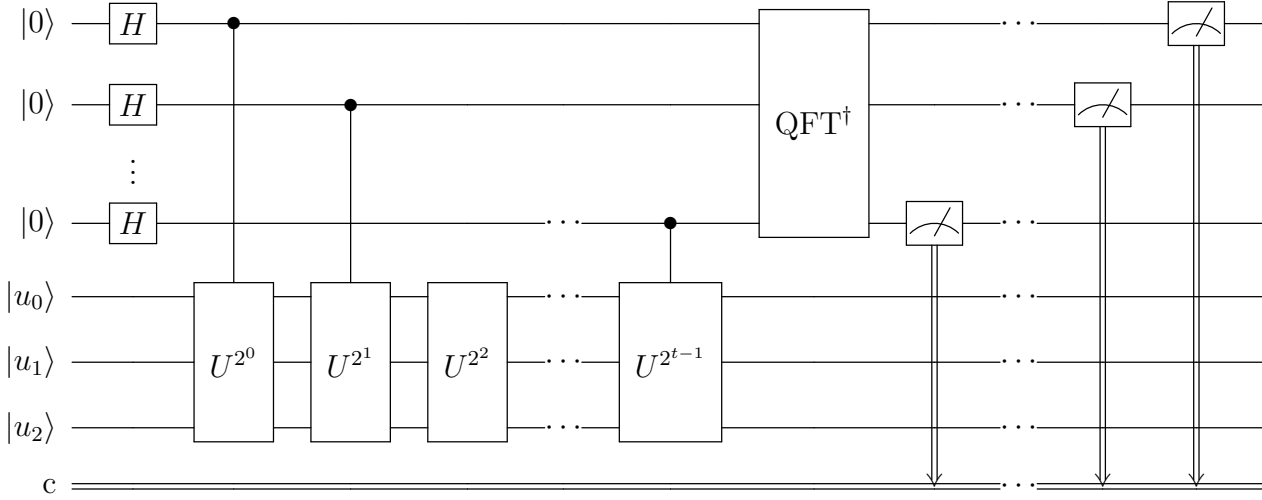 |0⟩ H
|0⟩ H QFT†
⋮
|0⟩ H ⋯ ⋯
|u₀⟩ ⋯ ⋯
|u₁⟩ U^{2^0} U^{2^1} U^{2^2} ⋯ U^{2^{t−1}} ⋯
|u₂⟩ ⋯ ⋯
c ⋯